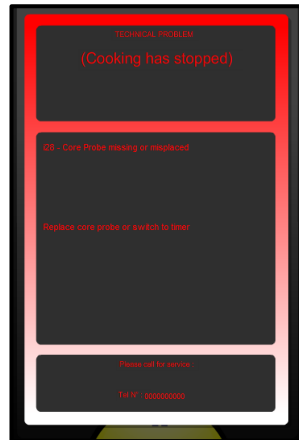 TECHNICAL PROBLEM
(Cooking has stopped)
i28 - Core Probe missing or misplaced
Replace core probe or switch to timer
Please call for service :
Tel N° : 0000000000